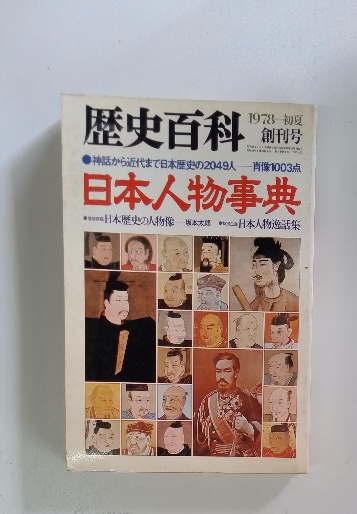 歴史百科
1978—初夏
創刊号
●神話から近代まで日本歴史の2049人——肖像1003点
日本人物事典
日本歴史の人物像—坂本太郎
日本人物逸話集